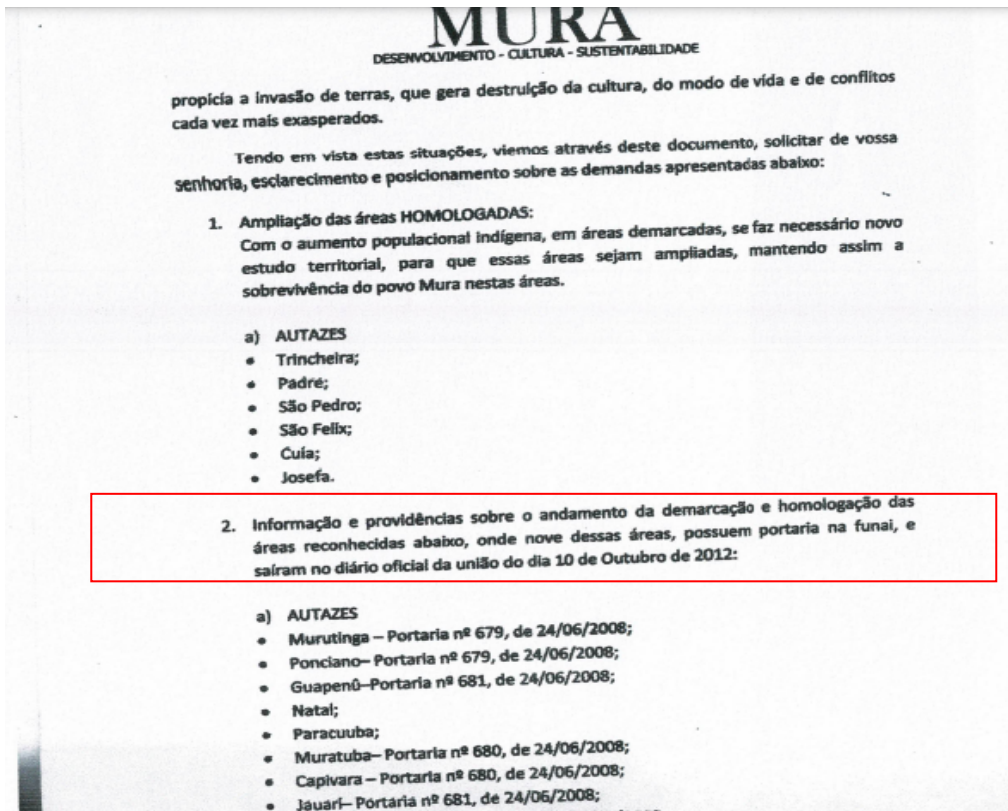 MURA
DESENVOLVIMENTO - CULTURA - SUSTENTABILIDADE
propicia a invasão de terras, que gera destruição da cultura, do modo de vida e de conflitos
cada vez mais exasperados.
Tendo em vista estas situações, viemos através deste documento, solicitar de vossa
senhoria, esclarecimento e posicionamento sobre as demandas apresentadas abaixo:
1. Ampliação das áreas HOMOLOGADAS:
Com o aumento populacional indígena, em áreas demarcadas, se faz necessário novo
estudo territorial, para que essas áreas sejam ampliadas, mantendo assim a
sobrevivência do povo Mura nestas áreas.
a) AUTAZES
• Trincheira;
• Padre;
• São Pedro;
• São Felix;
• Cuia;
• Josefa.
2. Informação e providências sobre o andamento da demarcação e homologação das
áreas reconhecidas abaixo, onde nove dessas áreas, possuem portaria na funai, e
saíram no diário oficial da união do dia 10 de Outubro de 2012:
a) AUTAZES
• Murutinga – Portaria nº 679, de 24/06/2008;
• Ponciano– Portaria nº 679, de 24/06/2008;
• Guapenû–Portaria nº 681, de 24/06/2008;
• Natal;
• Paracuuba;
• Muratuba– Portaria nº 680, de 24/06/2008;
• Capivara – Portaria nº 680, de 24/06/2008;
• Jauari– Portaria nº 681, de 24/06/2008;